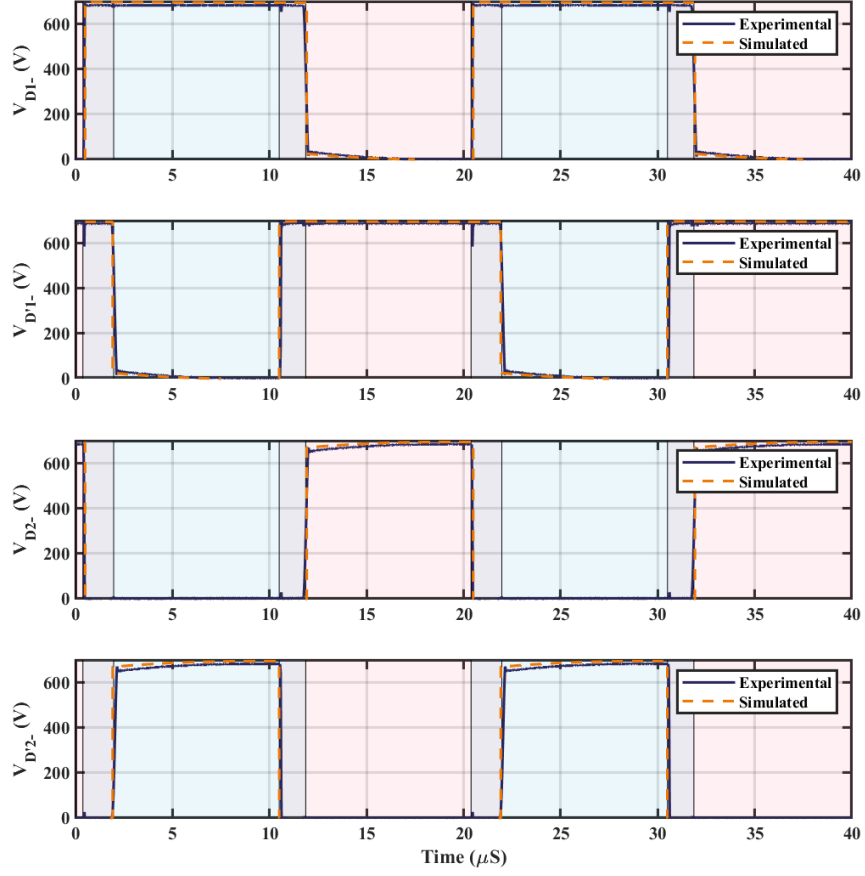 V_D1- (V)
600
400
200
0
Experimental
Simulated
0 5 10 15 20 25 30 35 40
V_D'1- (V)
600
400
200
0
Experimental
Simulated
0 5 10 15 20 25 30 35 40
V_D2- (V)
600
400
200
0
Experimental
Simulated
0 5 10 15 20 25 30 35 40
V_D'2- (V)
600
400
200
0
Experimental
Simulated
0 5 10 15 20 25 30 35 40
Time (μS)